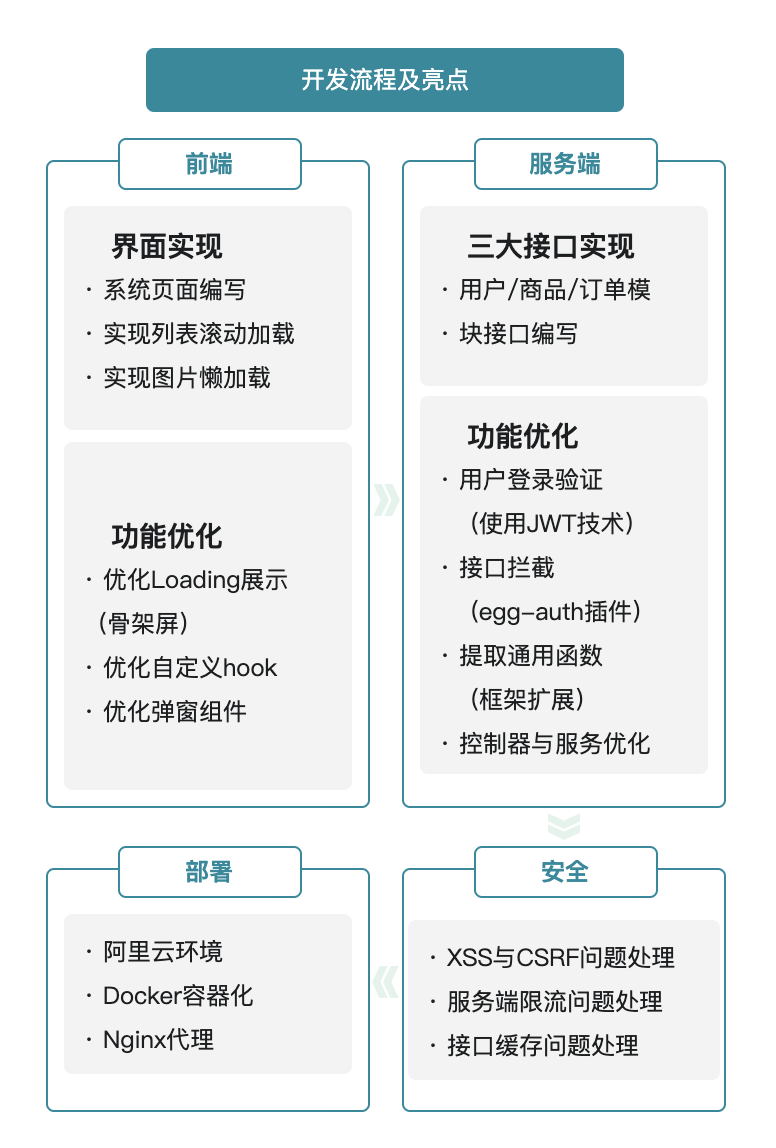 开发流程及亮点
前端
界面实现
· 系统页面编写
· 实现列表滚动加载
· 实现图片懒加载
功能优化
· 优化Loading展示
（骨架屏）
· 优化自定义hook
· 优化弹窗组件
服务端
三大接口实现
· 用户/商品/订单模
· 块接口编写
功能优化
· 用户登录验证
（使用JWT技术）
· 接口拦截
（egg-auth插件）
· 提取通用函数
（框架扩展）
· 控制器与服务优化
安全
· XSS与CSRF问题处理
· 服务端限流问题处理
· 接口缓存问题处理
部署
· 阿里云环境
· Docker容器化
· Nginx代理